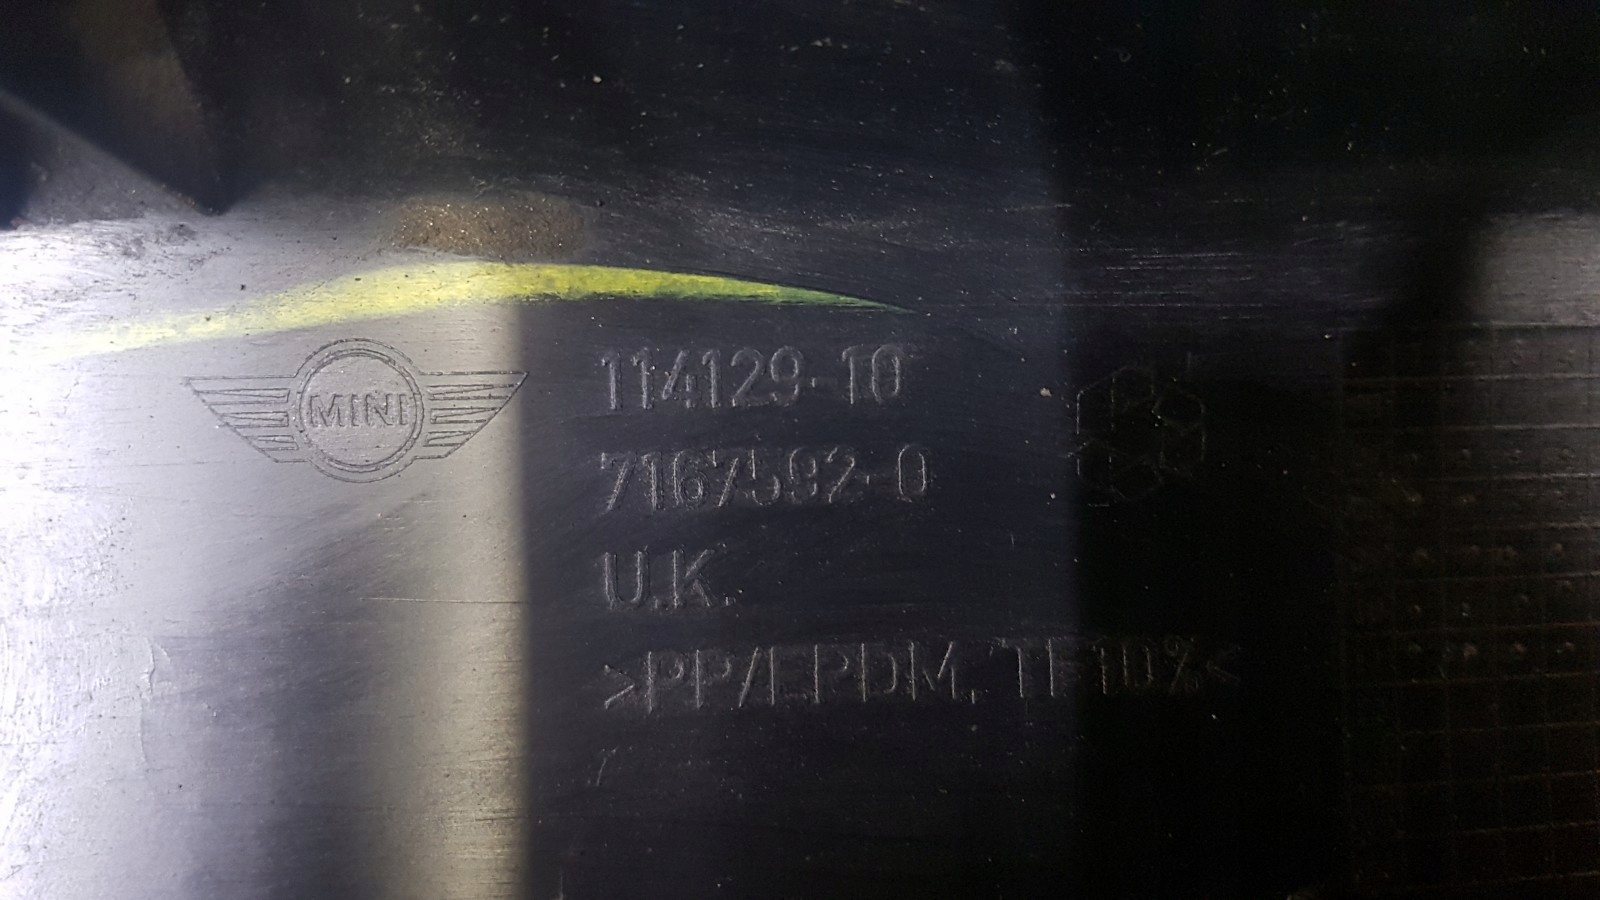 MINI
114129-10
7167592-0
U.K.
>PP/EPDM, TF10%<